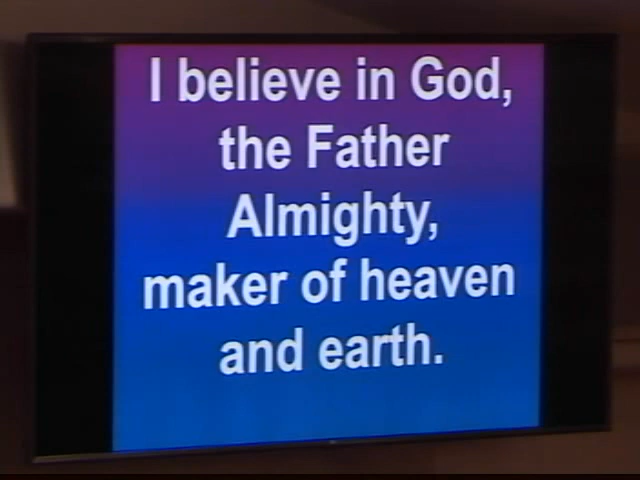 I believe in God,
the Father
Almighty,
maker of heaven
and earth.